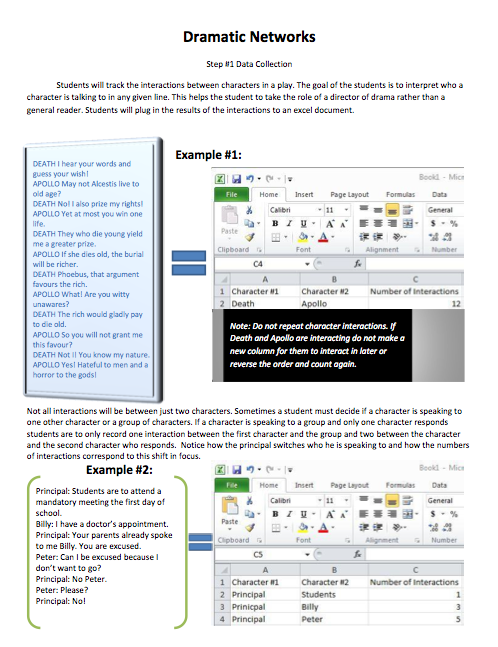 Dramatic Networks
Step #1 Data Collection
Students will track the interactions between characters in a play. The goal of the students is to interpret who a
character is talking to in any given line. This helps the student to take the role of a director of drama rather than a
general reader. Students will plug in the results of the interactions to an excel document.
Example #1:
DEATH I hear your words and
guess your wish!
APOLLO May not Alcestis live to
old age?
DEATH No! I also prize my rights!
APOLLO Yet at most you win one
life.
DEATH They who die young yield
me a greater prize.
APOLLO If she dies old, the burial
will be richer.
DEATH Phoebus, that argument
favours the rich.
APOLLO What! Are you witty
unawares?
DEATH The rich would gladly pay
to die old.
APOLLO So you will not grant me
this favour?
DEATH Not I! You know my nature.
APOLLO Yes! Hateful to men and a
horror to the gods!
Book1 - Micr
File Home Insert Page Layout Formulas Data
Calibri 11 General
Paste B I U A A $ %
Clipboard Font Alignment Number
C4 fx
A B C
1 Character #1 Character #2 Number of Interactions
2 Death Apollo 12
Note: Do not repeat character interactions. If
Death and Apollo are interacting do not make a
new column for them to interact in later or
reverse the order and count again.
Not all interactions will be between just two characters. Sometimes a student must decide if a character is speaking to
one other character or a group of characters. If a character is speaking to a group and only one character responds
students are to only record one interaction between the first character and the group and two between the character
and the second character who responds. Notice how the principal switches who he is speaking to and how the numbers
of interactions correspond to this shift in focus.
Example #2:
Principal: Students are to attend a
mandatory meeting the first day of
school.
Billy: I have a doctor's appointment.
Principal: Your parents already spoke
to me Billy. You are excused.
Peter: Can I be excused because I
don't want to go?
Principal: No Peter.
Peter: Please?
Principal: No!
Book1 - Micr
File Home Insert Page Layout Formulas Data
Calibri 11 General
Paste B I U A A $ %
Clipboard Font Alignment Number
C5 fx
A B C
1 Character #1 Character #2 Number of Interactions
2 Principal Students 1
3 Principal Billy 3
4 Principal Peter 5